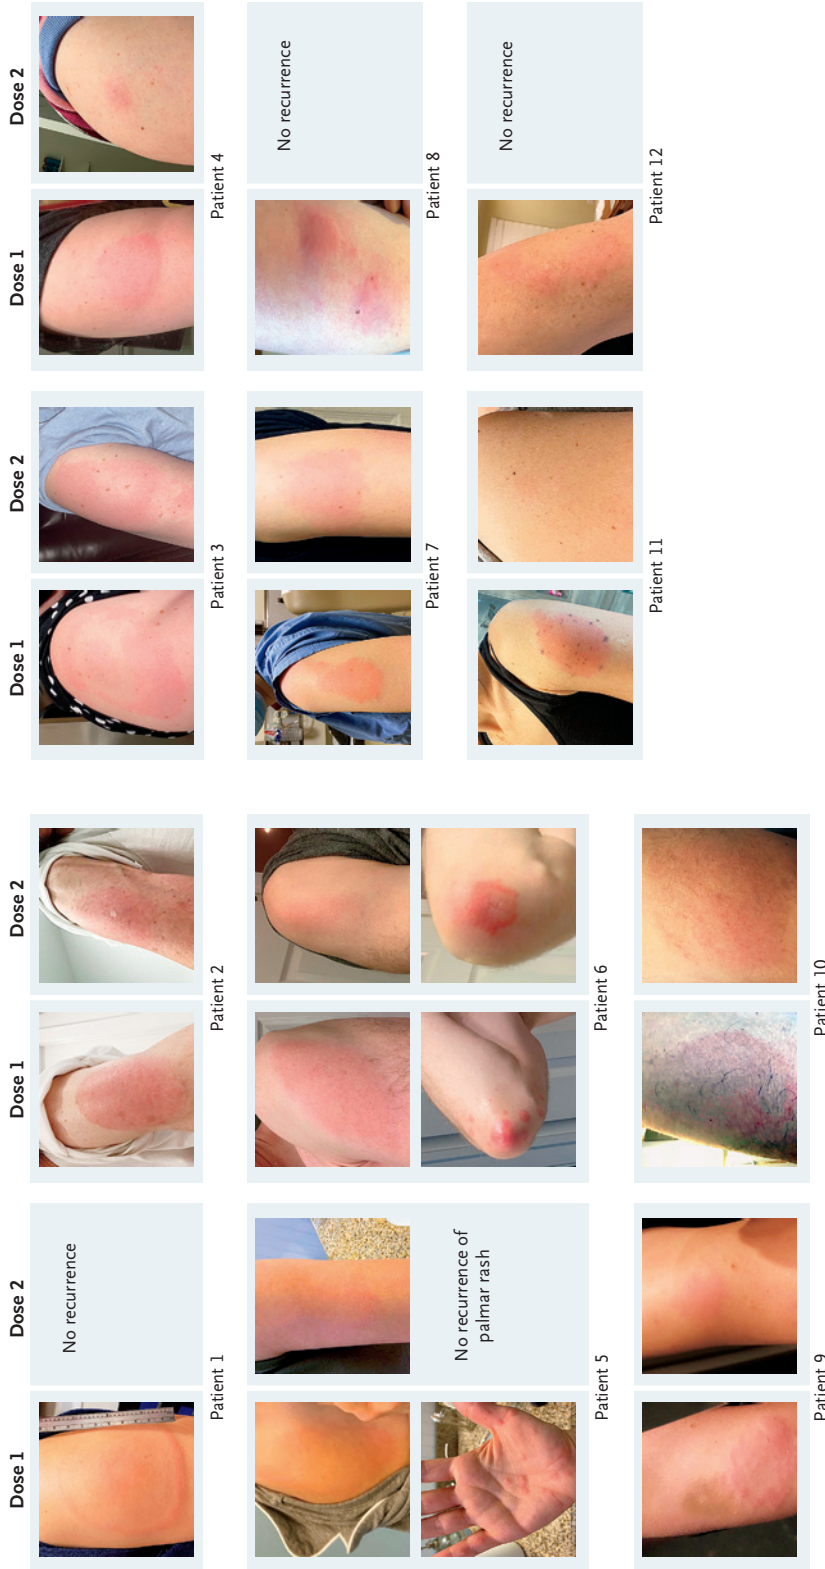 Dose 1 Dose 2 Dose 1 Dose 2 Dose 1 Dose 2 Dose 1 Dose 2
No recurrence
Patient 1 Patient 2 Patient 3 Patient 4
No recurrence
Patient 7 Patient 8
No recurrence of
palmar rash
No recurrence
Patient 5 Patient 6
Patient 11 Patient 12
Patient 9 Patient 10